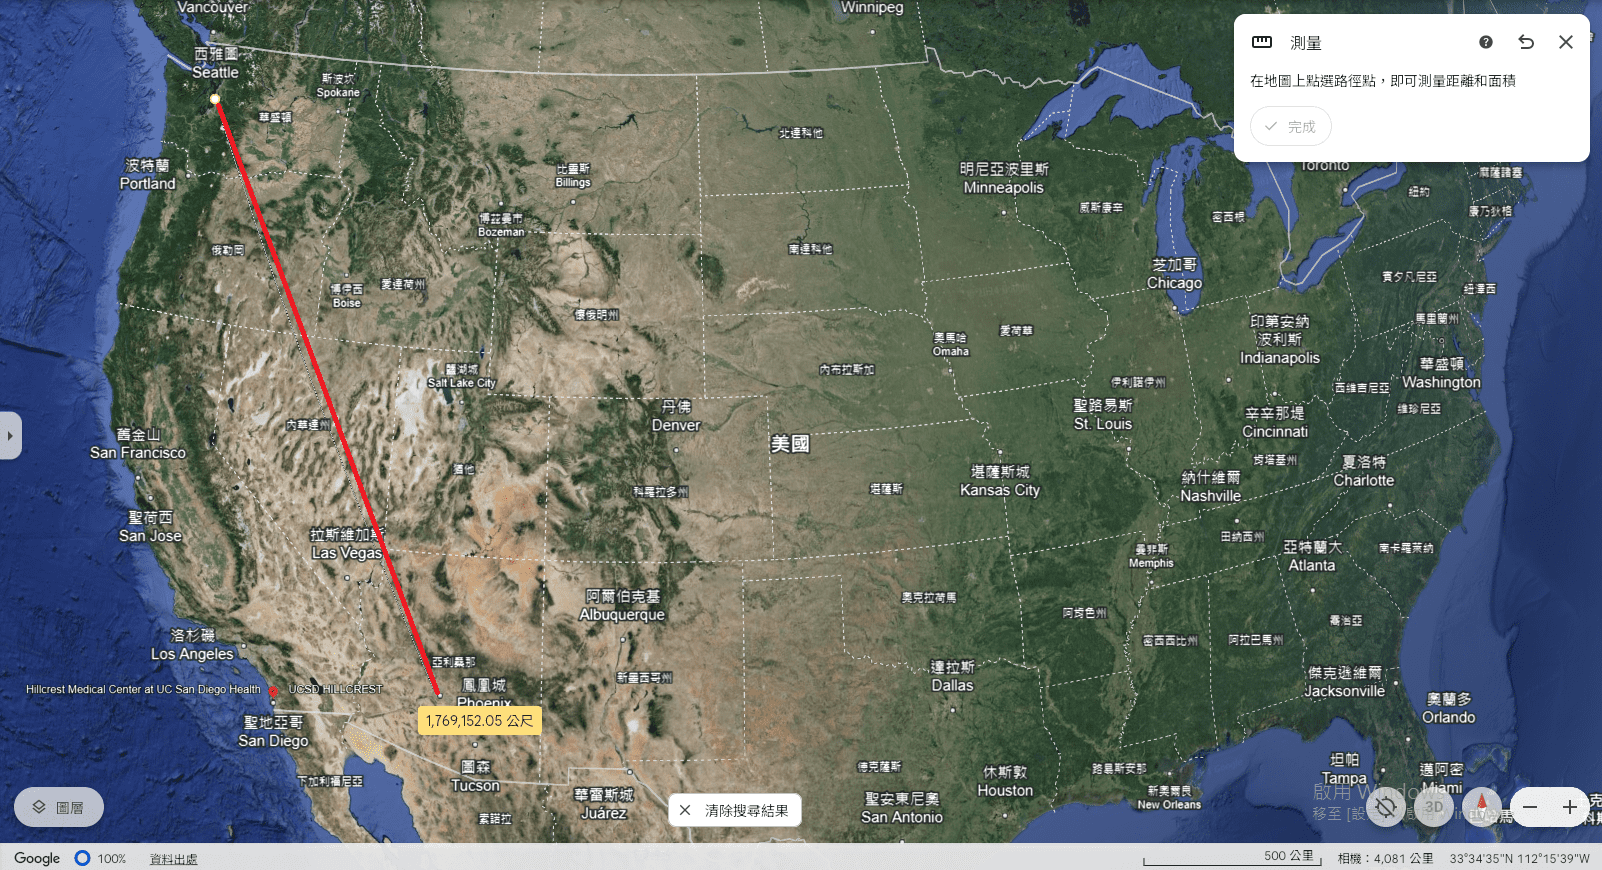 Vancouver
Winnipeg
測量
在地圖上點選路徑點，即可測量距離和面積
完成
西雅圖
Seattle
斯波坎
Spokane
華盛頓
北達科他
Toronto
麻薩諸塞
紐約
康乃狄格
波特蘭
Portland
比靈斯
Billings
明尼亞波里斯
Minneapolis
威斯康辛
密西根
博茲曼市
Bozeman
俄勒岡
南達科他
芝加哥
Chicago
賓夕凡尼亞
紐澤西
博伊西
Boise
愛達荷州
懷俄明州
奧馬哈
Omaha
愛荷華
印第安納
波利斯
Indianapolis
馬里蘭州
華盛頓
Washington
鹽湖城
Salt Lake City
內布拉斯加
伊利諾伊州
西維吉尼亞
維珍尼亞
丹佛
Denver
聖路易斯
St. Louis
辛辛那堤
Cincinnati
內華達州
舊金山
San Francisco
美國
猶他
科羅拉多州
堪薩斯
堪薩斯城
Kansas City
納什維爾
Nashville
肯塔基州
夏洛特
Charlotte
聖荷西
San Jose
拉斯維加斯
Las Vegas
曼菲斯
Memphis
田納西州
亞特蘭大
Atlanta
南卡羅萊納
阿爾伯克基
Albuquerque
奧克拉荷馬
阿肯色州
密西西比州
阿拉巴馬州
喬治亞
洛杉磯
Los Angeles
亞利桑那
Hillcrest Medical Center at UC San Diego Health
UCSD HILLCREST
鳳凰城
Phoenix
1,769,152.05 公尺
新墨西哥州
達拉斯
Dallas
傑克遜維爾
Jacksonville
奧蘭多
Orlando
聖地亞哥
San Diego
下加利福尼亞
圖森
Tucson
華雷斯城
Juárez
索諾拉
德克薩斯
聖安東尼奧
San Antonio
休斯敦
Houston
路易斯安那
新奧爾良
New Orleans
坦帕
Tampa
邁阿密
Miami
啟用 Windo
移至 [設
圖層
清除搜尋結果
3D
Google
100%
資料出處
500 公里
相機：4,081 公里
33°34'35"N 112°15'39"W